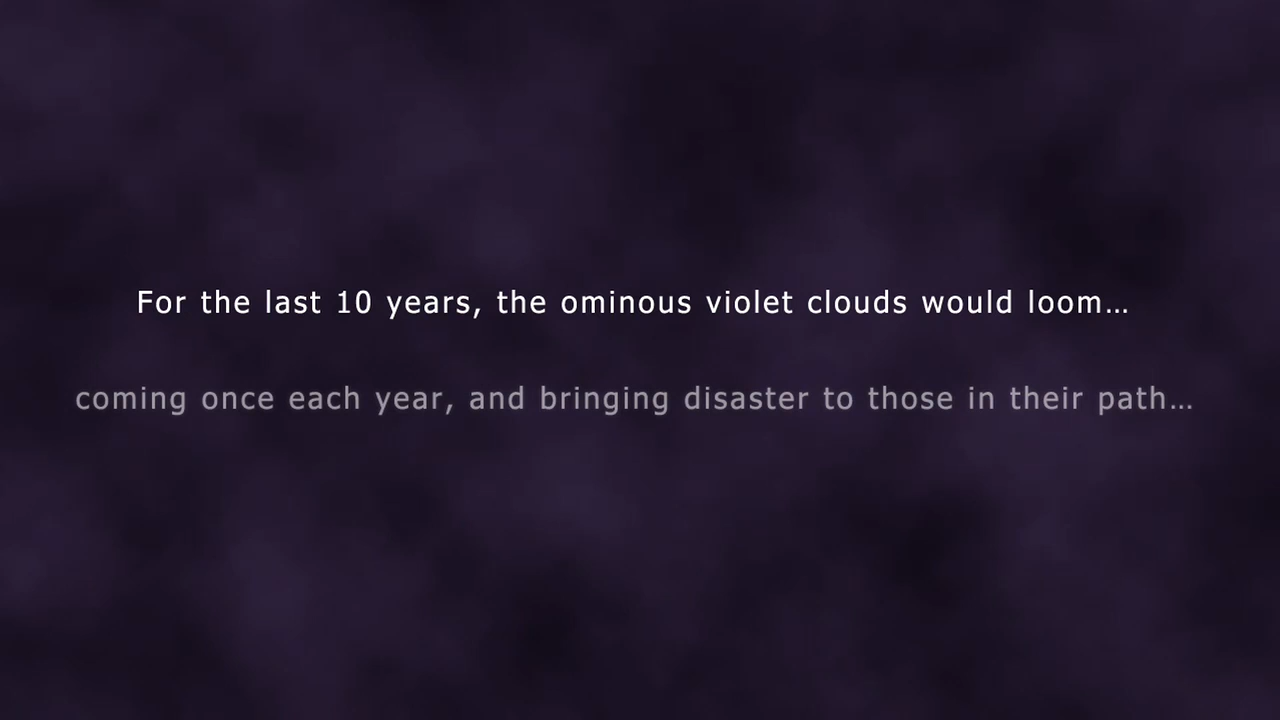 For the last 10 years, the ominous violet clouds would loom…
coming once each year, and bringing disaster to those in their path…